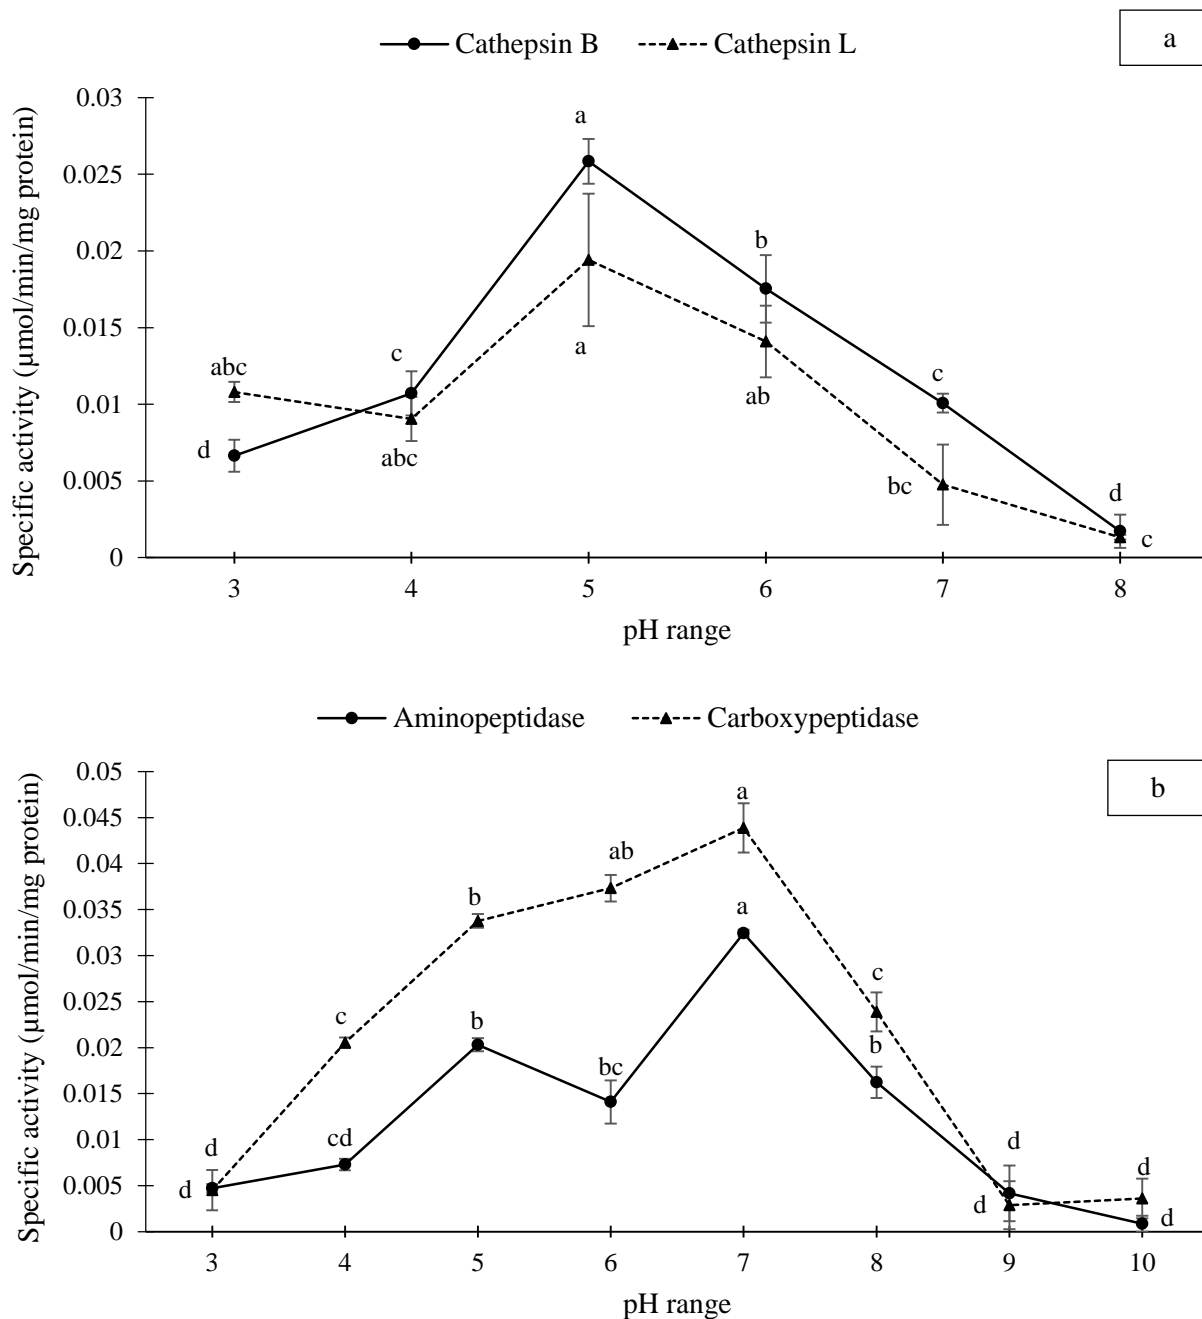 Cathepsin B Cathepsin L
a
Specific activity (µmol/min/mg protein)
0.03
0.025
0.02
0.015
0.01
0.005
0
a
b
abc
c
c
d
abc
a
ab
bc
d
c
3 4 5 6 7 8
pH range
Aminopeptidase Carboxypeptidase
b
Specific activity (µmol/min/mg protein)
0.05
0.045
0.04
0.035
0.03
0.025
0.02
0.015
0.01
0.005
0
a
ab
b
a
c
c
b
b
bc
cd
d
d
d
d
d
d
3 4 5 6 7 8 9 10
pH range